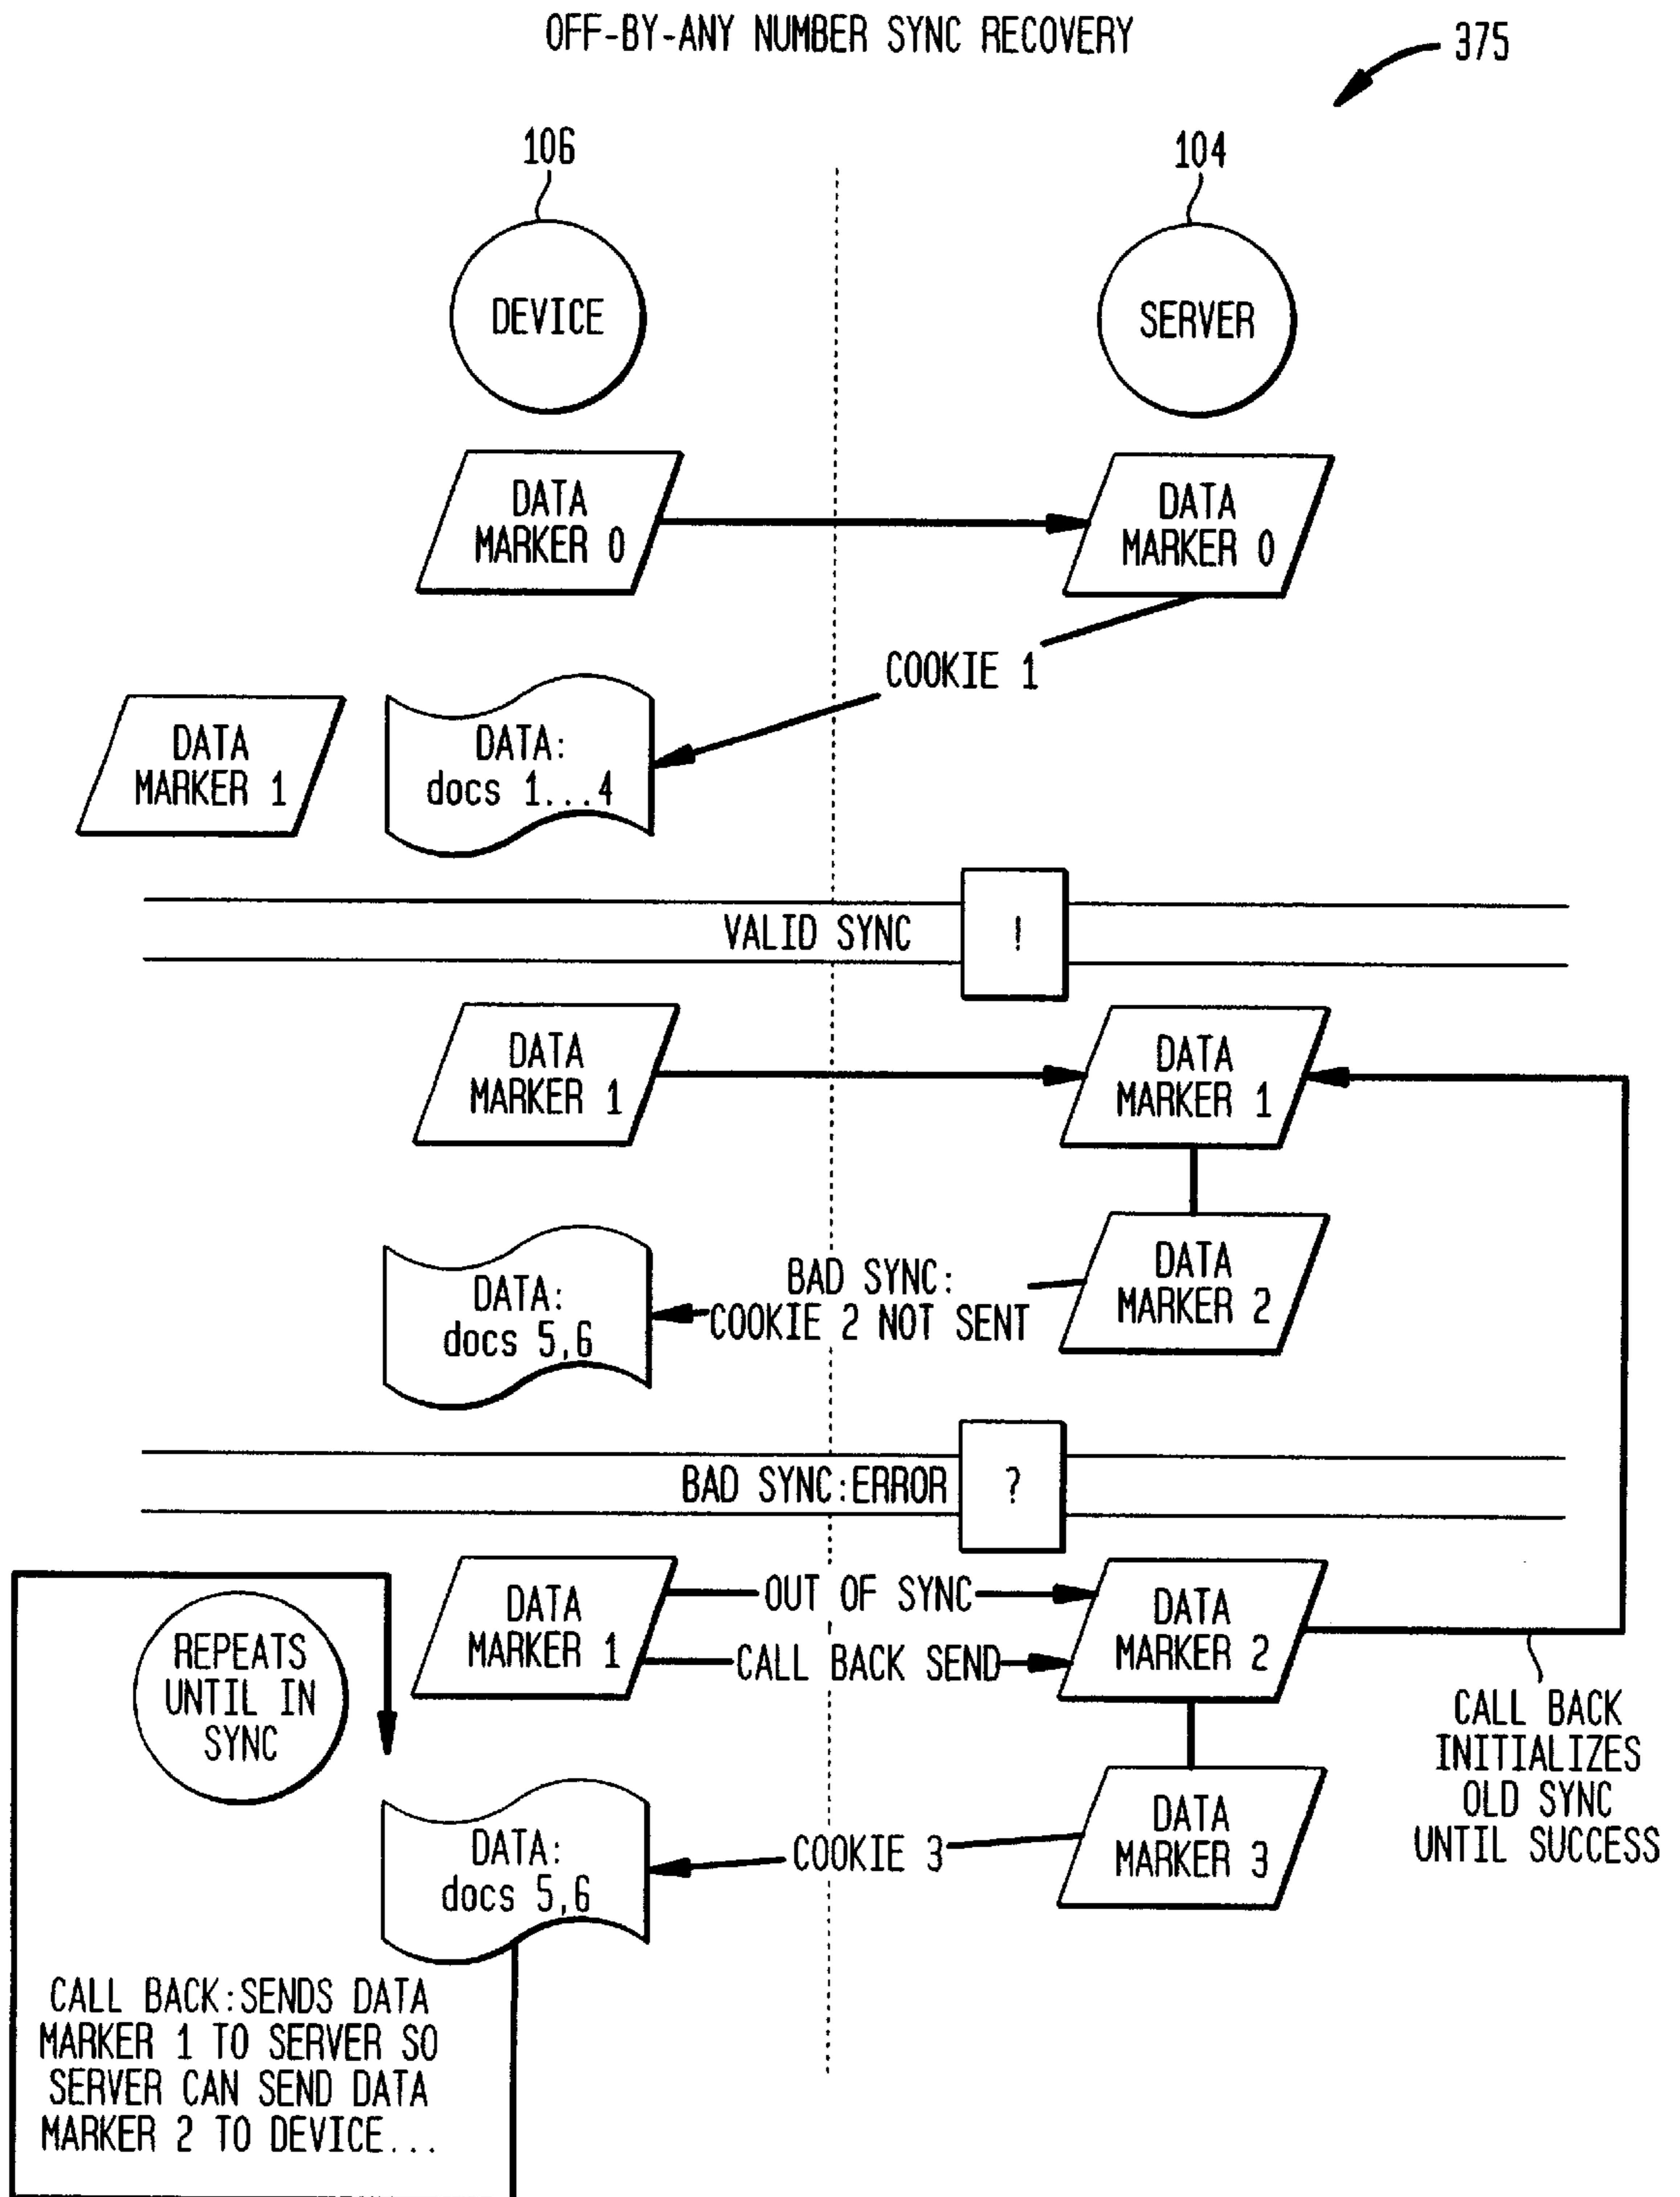 OFF-BY-ANY NUMBER SYNC RECOVERY
375
106
104
DEVICE
SERVER
DATA
MARKER 0
DATA
MARKER 0
COOKIE 1
DATA
MARKER 1
DATA:
docs 1...4
VALID SYNC
!
DATA
MARKER 1
DATA
MARKER 1
DATA:
docs 5,6
BAD SYNC:
COOKIE 2 NOT SENT
DATA
MARKER 2
BAD SYNC:ERROR
?
REPEATS
UNTIL IN
SYNC
DATA
MARKER 1
OUT OF SYNC
CALL BACK SEND
DATA
MARKER 2
CALL BACK
INITIALIZES
OLD SYNC
UNTIL SUCCESS
DATA:
docs 5,6
COOKIE 3
DATA
MARKER 3
CALL BACK:SENDS DATA
MARKER 1 TO SERVER SO
SERVER CAN SEND DATA
MARKER 2 TO DEVICE...